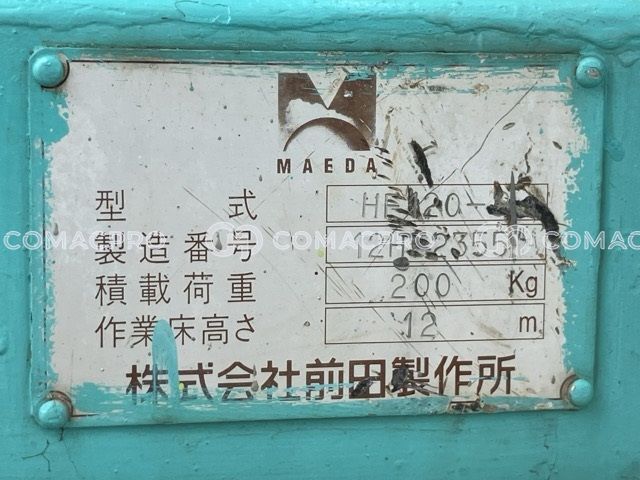 MAEDA
型式
製造番号
積載荷重 200 Kg
作業床高さ 12 m
株式会社前田製作所
COMACPRO